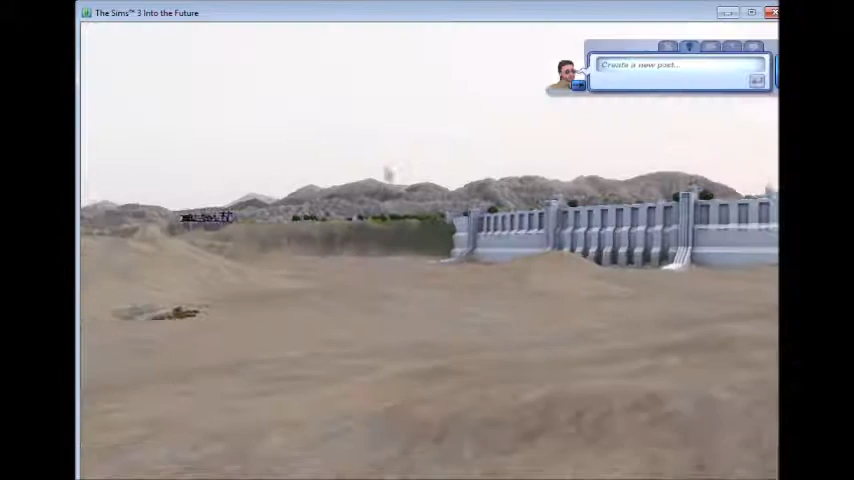 The Sims™ 3 Into the Future
Create a new post...